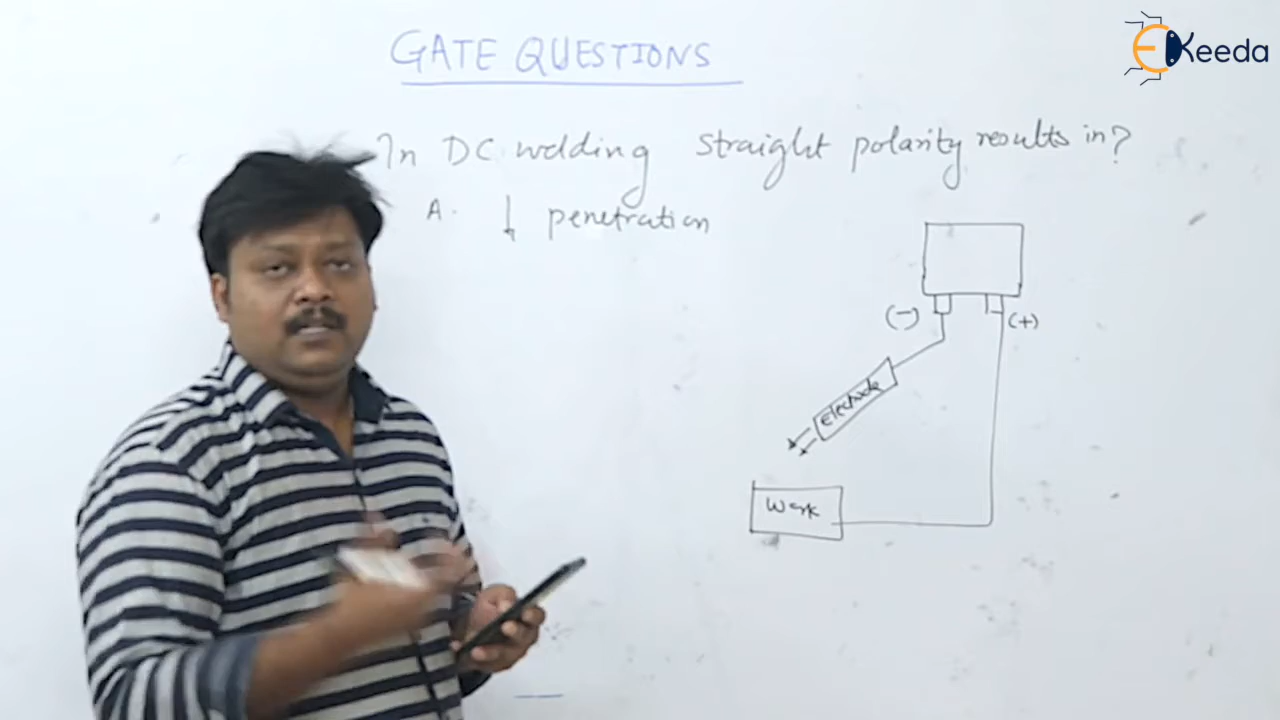 EKeeda
GATE QUESTIONS
In DC welding straight polarity results in?
A. ↓ penetration
(-)
(+)
Electrode
Work